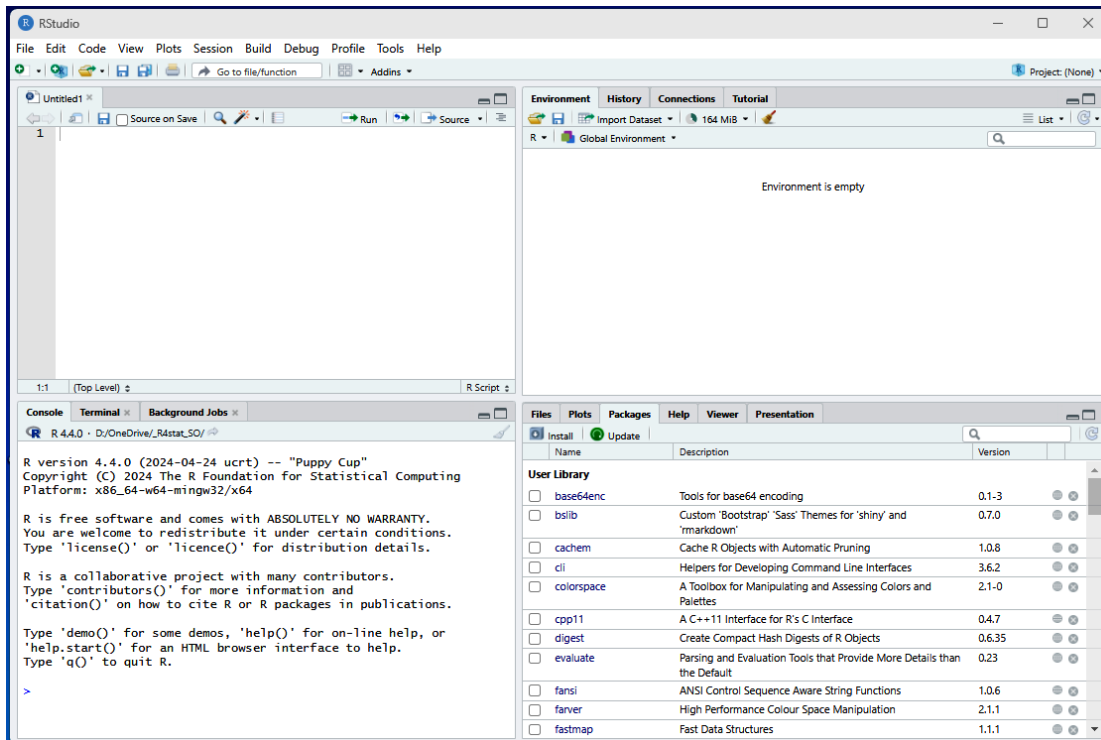 RStudio
File Edit Code View Plots Session Build Debug Profile Tools Help
Go to file/function Addins Project: (None)
Untitled1
Source on Save Run Source
1
1:1 (Top Level) R Script
Environment History Connections Tutorial
Import Dataset 164 MiB List
R Global Environment
Environment is empty
Console Terminal Background Jobs
R 4.4.0 · D:/OneDrive/_R4stat_SO/
R version 4.4.0 (2024-04-24 ucrt) -- "Puppy Cup"
Copyright (C) 2024 The R Foundation for Statistical Computing
Platform: x86_64-w64-mingw32/x64
R is free software and comes with ABSOLUTELY NO WARRANTY.
You are welcome to redistribute it under certain conditions.
Type 'license()' or 'licence()' for distribution details.
R is a collaborative project with many contributors.
Type 'contributors()' for more information and
'citation()' on how to cite R or R packages in publications.
Type 'demo()' for some demos, 'help()' for on-line help, or
'help.start()' for an HTML browser interface to help.
Type 'q()' to quit R.
>
Files Plots Packages Help Viewer Presentation
Install Update
Name Description Version
User Library
base64enc Tools for base64 encoding 0.1-3
bslib Custom 'Bootstrap' 'Sass' Themes for 'shiny' and 0.7.0
'rmarkdown'
cachem Cache R Objects with Automatic Pruning 1.0.8
cli Helpers for Developing Command Line Interfaces 3.6.2
colorspace A Toolbox for Manipulating and Assessing Colors and 2.1-0
Palettes
cpp11 A C++11 Interface for R's C Interface 0.4.7
digest Create Compact Hash Digests of R Objects 0.6.35
evaluate Parsing and Evaluation Tools that Provide More Details than 0.23
the Default
fansi ANSI Control Sequence Aware String Functions 1.0.6
farver High Performance Colour Space Manipulation 2.1.1
fastmap Fast Data Structures 1.1.1